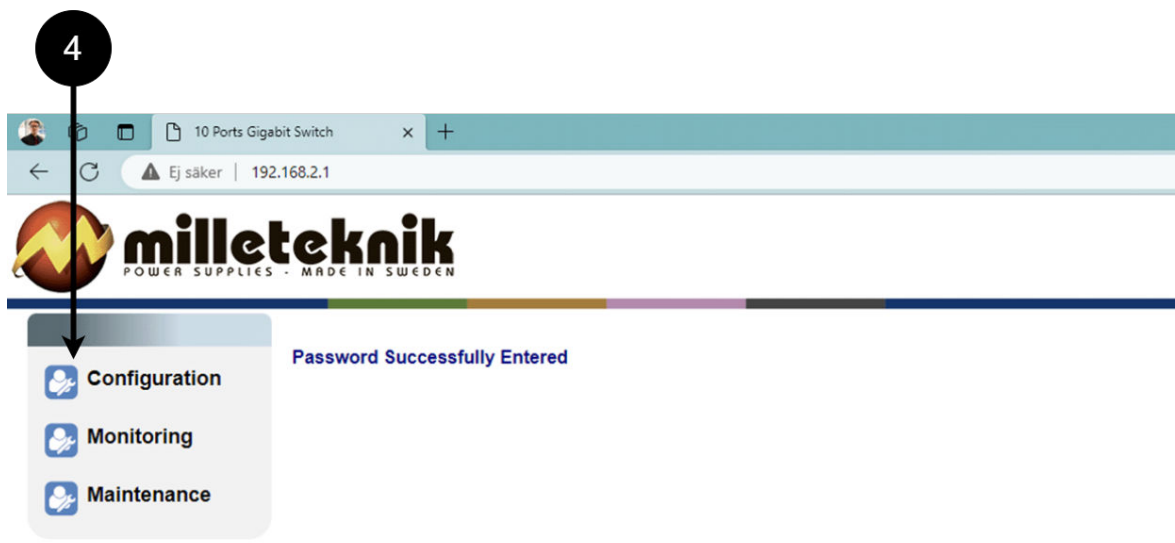 4
10 Ports Gigabit Switch
Ej säker | 192.168.2.1
milleteknik
POWER SUPPLIES - MADE IN SWEDEN
Password Successfully Entered
Configuration
Monitoring
Maintenance